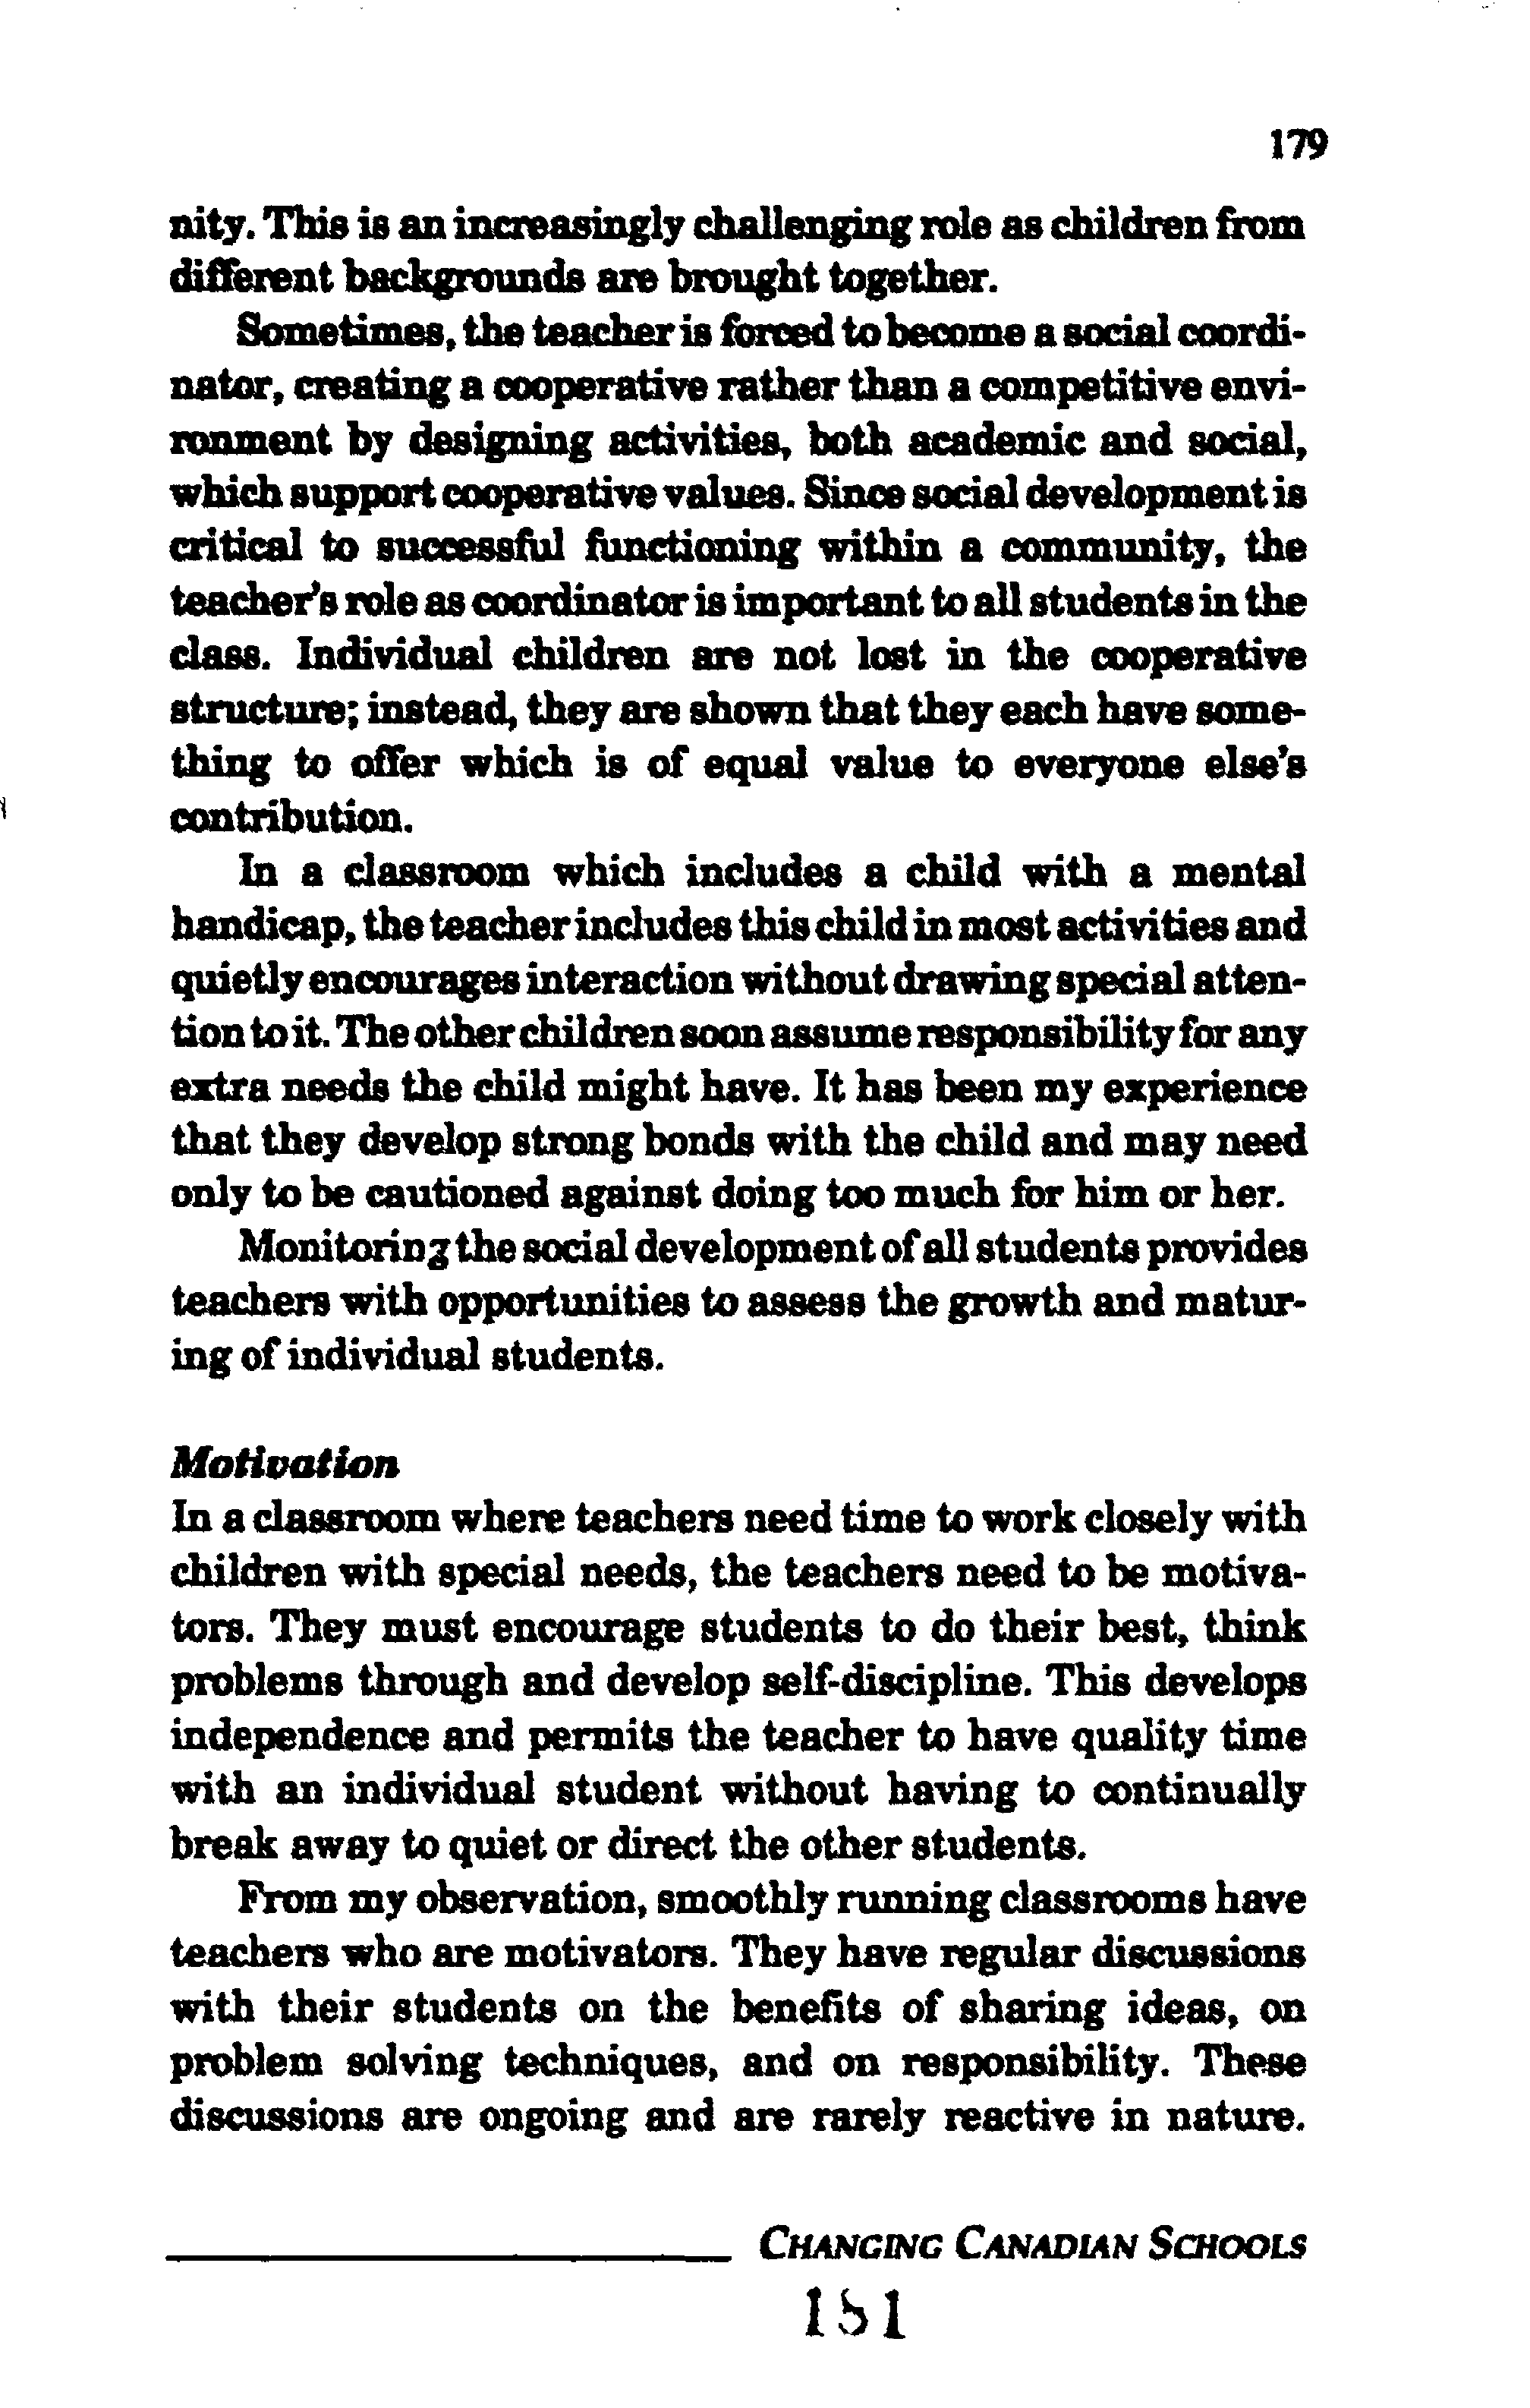 179
nity. This is an increasingly challenging role as children from
different backgrounds are brought together.
Sometimes, the teacher is forced to become a social coordi-
nator, creating a cooperative rather than a competitive envi-
ronment by designing activities, both academic and social,
which support cooperative values. Since social development is
critical to successful functioning within a community, the
teacher's role as coordinator is important to all students in the
class. Individual children are not lost in the cooperative
structure; instead, they are shown that they each have some-
thing to offer which is of equal value to everyone else's
contribution.
In a classroom which includes a child with a mental
handicap, the teacher includes this child in most activities and
quietly encourages interaction without drawing special atten-
tion to it. The other children soon assume responsibility for any
extra needs the child might have. It has been my experience
that they develop strong bonds with the child and may need
only to be cautioned against doing too much for him or her.
Monitoring the social development of all students provides
teachers with opportunities to assess the growth and matur-
ing of individual students.
Motivation
In a classroom where teachers need time to work closely with
children with special needs, the teachers need to be motiva-
tors. They must encourage students to do their best, think
problems through and develop self-discipline. This develops
independence and permits the teacher to have quality time
with an individual student without having to continually
break away to quiet or direct the other students.
From my observation, smoothly running classrooms have
teachers who are motivators. They have regular discussions
with their students on the benefits of sharing ideas, on
problem solving techniques, and on responsibility. These
discussions are ongoing and are rarely reactive in nature.
CHANGING CANADIAN SCHOOLS
181